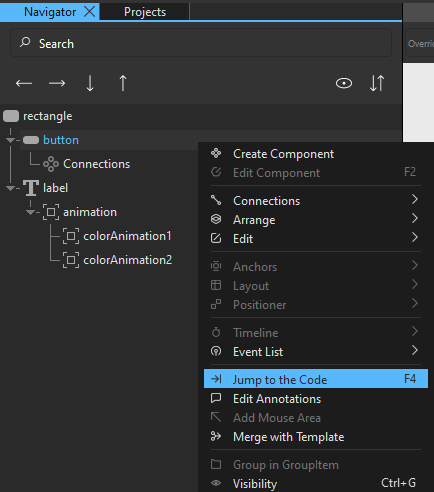 Navigator Projects
Search
Overri
rectangle
button
Connections
label
animation
colorAnimation1
colorAnimation2
Create Component
Edit Component F2
Connections
Arrange
Edit
Anchors
Layout
Positioner
Timeline
Event List
Jump to the Code F4
Edit Annotations
Add Mouse Area
Merge with Template
Group in GroupItem
Visibility Ctrl+G